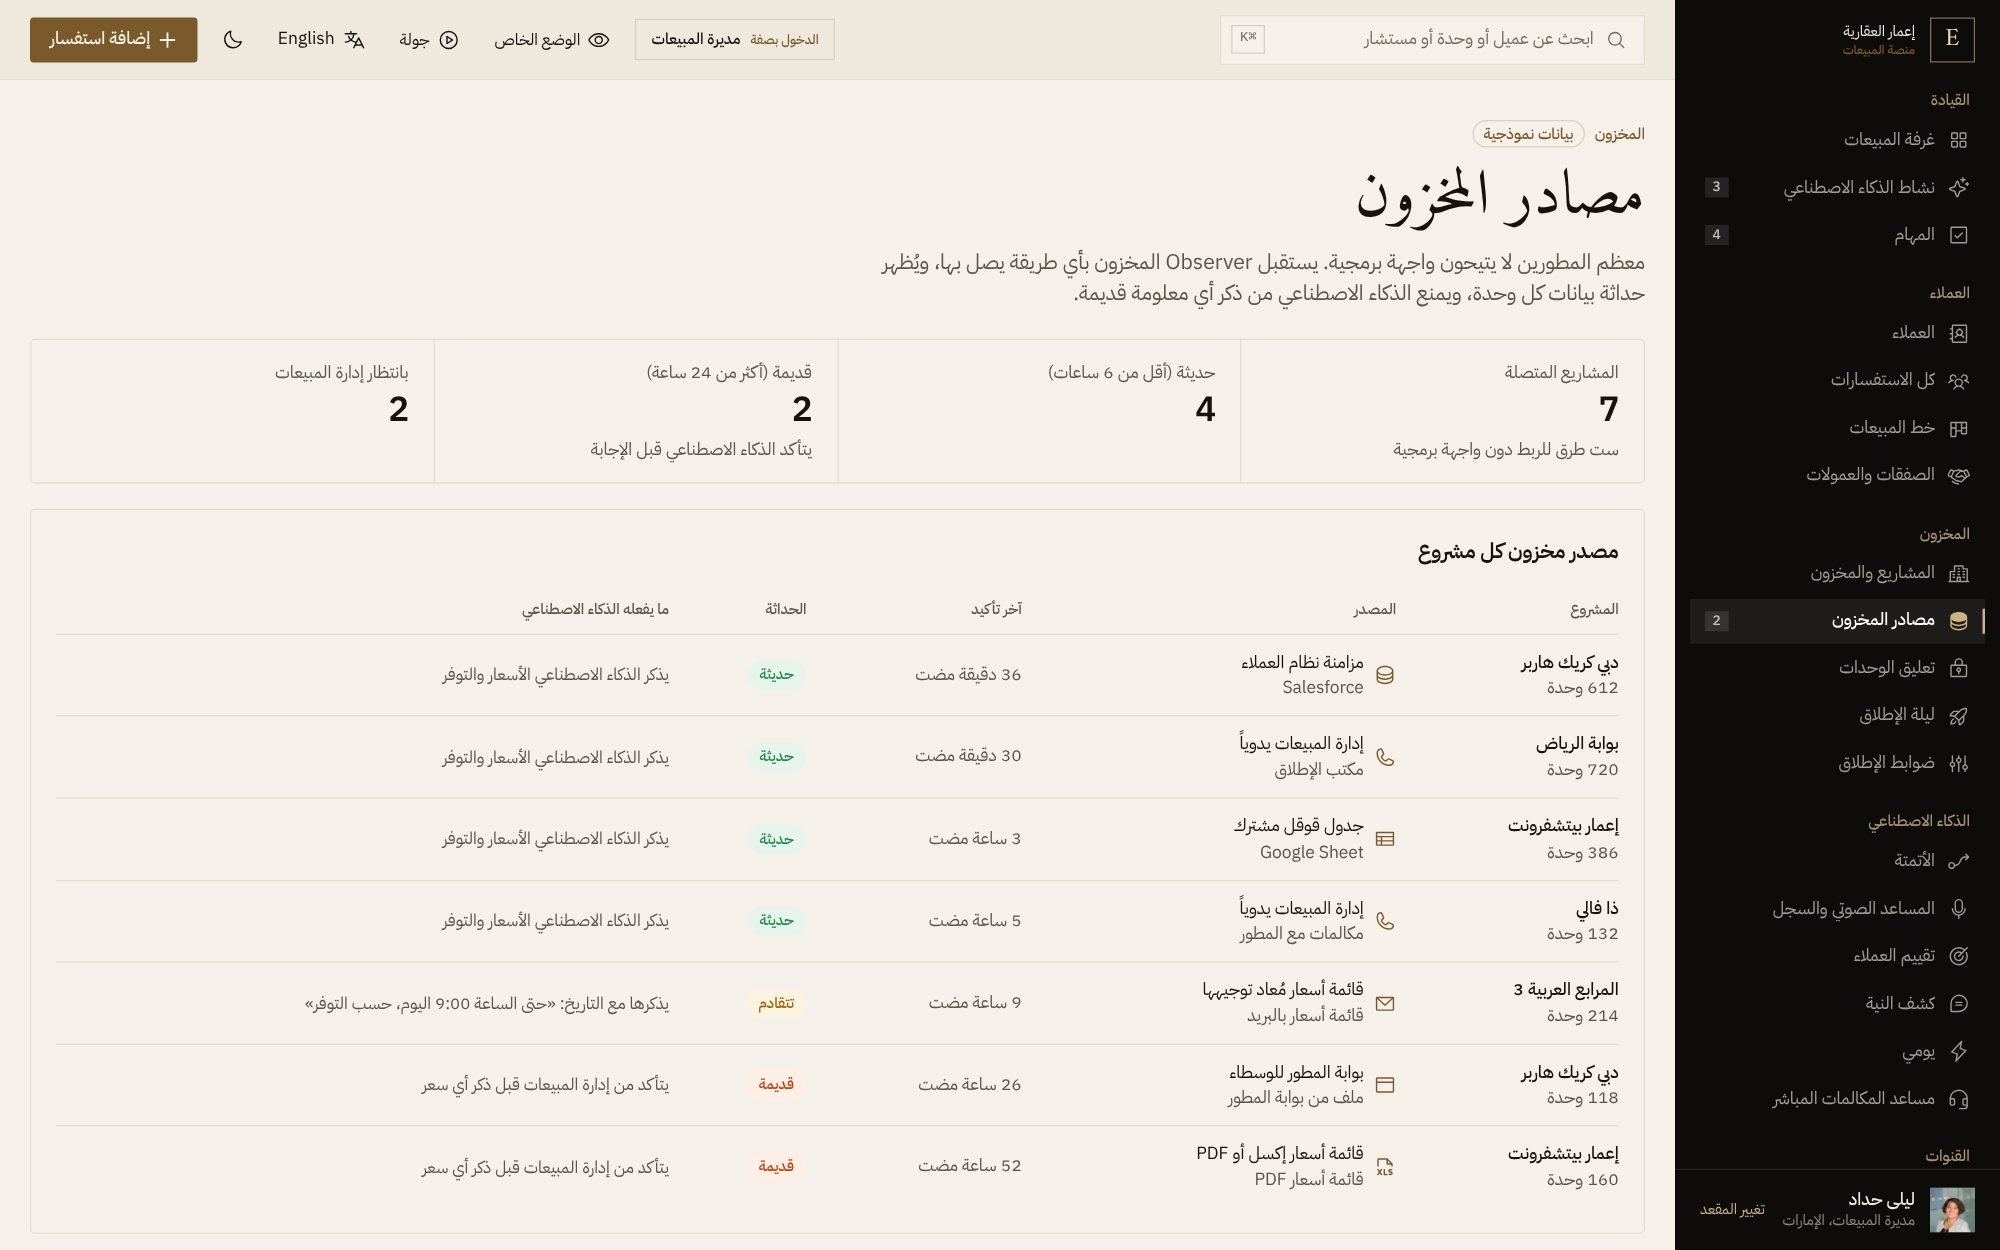 إعمار العقارية
منصة المبيعات
E
القيادة
غرفة المبيعات
نشاط الذكاء الاصطناعي 3
المهام 4
العملاء
العملاء
كل الاستفسارات
خط المبيعات
الصفقات والعمولات
المخزون
المشاريع والمخزون
مصادر المخزون 2
تعليق الوحدات
ليلة الإطلاق
ضوابط الإطلاق
الذكاء الاصطناعي
الأتمتة
المساعد الصوتي والسجل
تقييم العملاء
كشف النية
يومي
مساعد المكالمات المباشر
القنوات
ليلى حداد
مديرة المبيعات، الإمارات
تغيير المقعد
ابحث عن عميل أو وحدة أو مستشار ⌘K
الدخول بصفة مديرة المبيعات
الوضع الخاص
جولة
English
إضافة استفسار
المخزون بيانات نموذجية
مصادر المخزون
معظم المطورين لا يتيحون واجهة برمجية. يستقبل Observer المخزون بأي طريقة يصل بها، ويُظهر
حداثة بيانات كل وحدة، ويمنع الذكاء الاصطناعي من ذكر أي معلومة قديمة.
المشاريع المتصلة
7
ست طرق للربط دون واجهة برمجية
حديثة (أقل من 6 ساعات)
4
قديمة (أكثر من 24 ساعة)
2
يتأكد الذكاء الاصطناعي قبل الإجابة
بانتظار إدارة المبيعات
2
مصدر مخزون كل مشروع
المشروع المصدر آخر تأكيد الحداثة ما يفعله الذكاء الاصطناعي
دبي كريك هاربر مزامنة نظام العملاء 36 دقيقة مضت حديثة يذكر الذكاء الاصطناعي الأسعار والتوفر
612 وحدة Salesforce
بوابة الرياض إدارة المبيعات يدوياً 30 دقيقة مضت حديثة يذكر الذكاء الاصطناعي الأسعار والتوفر
720 وحدة مكتب الإطلاق
إعمار بيتشفرونت جدول قوقل مشترك 3 ساعة مضت حديثة يذكر الذكاء الاصطناعي الأسعار والتوفر
386 وحدة Google Sheet
ذا فالي إدارة المبيعات يدوياً 5 ساعة مضت حديثة يذكر الذكاء الاصطناعي الأسعار والتوفر
132 وحدة مكالمات مع المطور
المرابع العربية 3 قائمة أسعار مُعاد توجيهها 9 ساعة مضت تتقادم يذكرها مع التاريخ: «حتى الساعة 9:00 اليوم، حسب التوفر»
214 وحدة قائمة أسعار بالبريد
دبي كريك هاربر بوابة المطور للوسطاء 26 ساعة مضت قديمة يتأكد من إدارة المبيعات قبل ذكر أي سعر
118 وحدة ملف من بوابة المطور
إعمار بيتشفرونت قائمة أسعار إكسل أو PDF 52 ساعة مضت قديمة يتأكد من إدارة المبيعات قبل ذكر أي سعر
160 وحدة قائمة أسعار PDF
XLS